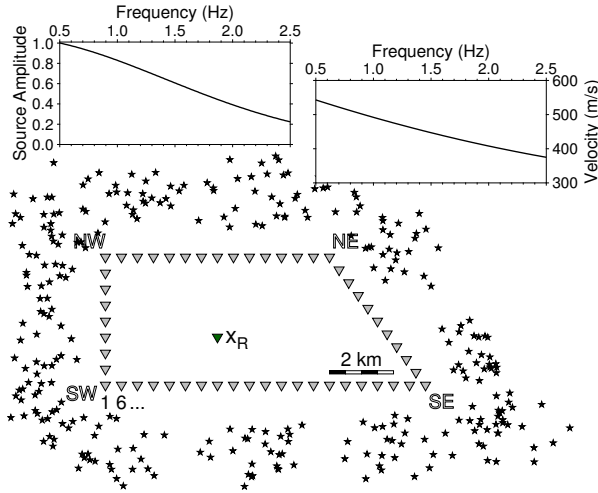 Frequency (Hz)
0.5 1.0 1.5 2.0 2.5
Source Amplitude
1.0
0.8
0.6
0.4
0.2
0.0
Frequency (Hz)
0.5 1.0 1.5 2.0 2.5
600
500
400
300
Velocity (m/s)
NW
NE
xR
2 km
SW
1 6...
SE